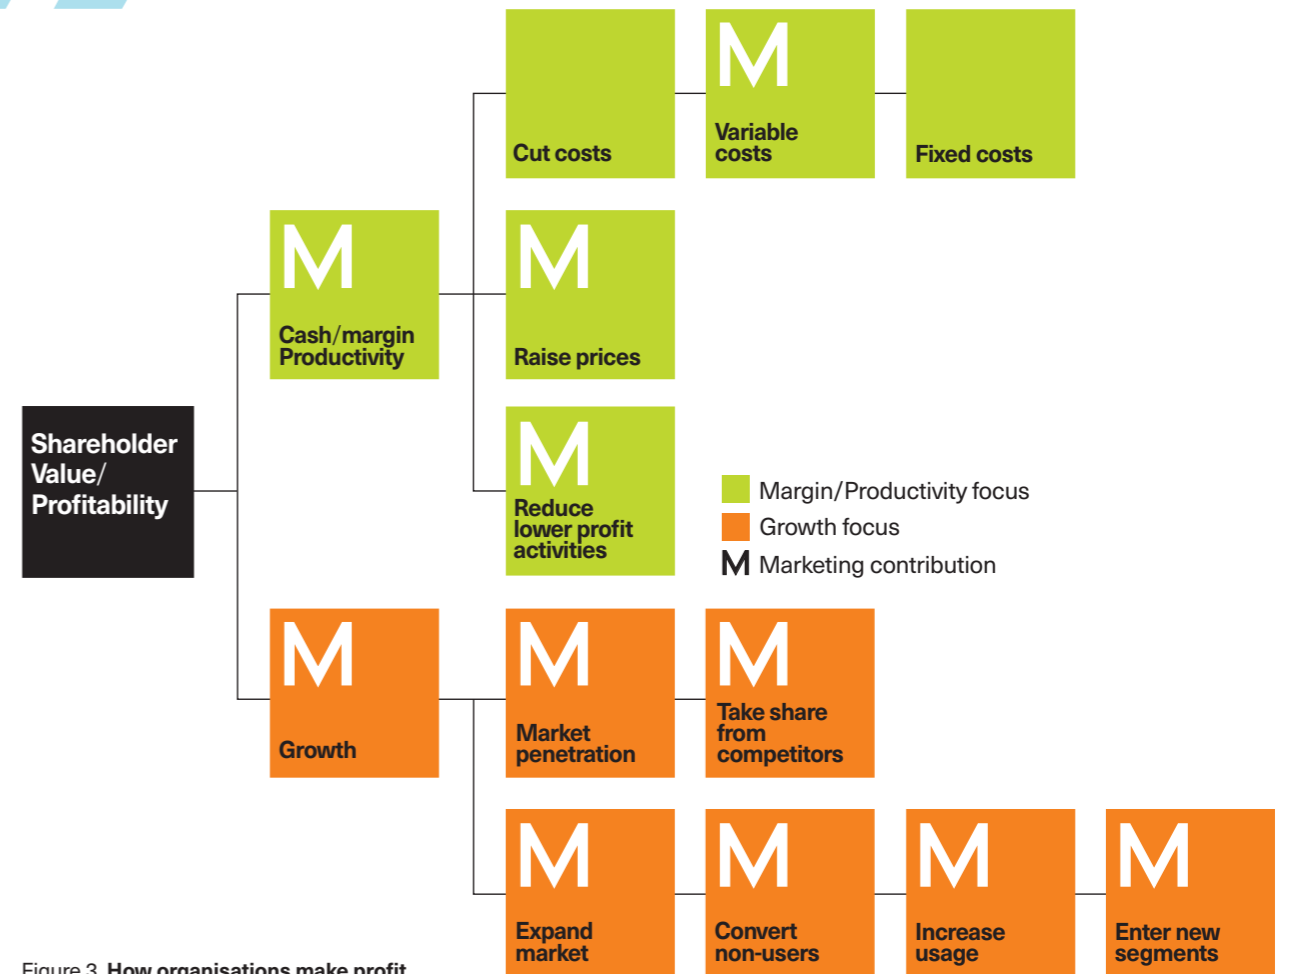 M
Cut costs
Variable
costs
Fixed costs
M
Cash/margin
Productivity
M
Raise prices
Shareholder
Value/
Profitability
M
Reduce
lower profit
activities
Margin/Productivity focus
Growth focus
M Marketing contribution
M
Growth
M
Market
penetration
M
Take share
from
competitors
M
Expand
market
M
Convert
non-users
M
Increase
usage
M
Enter new
segments
Figure 3 How organisations make profit